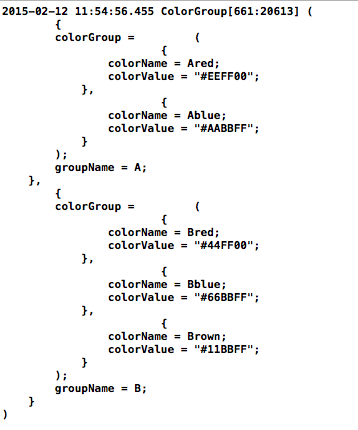 2015-02-12 11:54:56.455 ColorGroup[661:20613] (
{
colorGroup = (
{
colorName = Ared;
colorValue = "#EEFF00";
},
{
colorName = Ablue;
colorValue = "#AABBFF";
}
);
groupName = A;
},
{
colorGroup = (
{
colorName = Bred;
colorValue = "#44FF00";
},
{
colorName = Bblue;
colorValue = "#66BBFF";
},
{
colorName = Brown;
colorValue = "#11BBFF";
}
);
groupName = B;
}
)